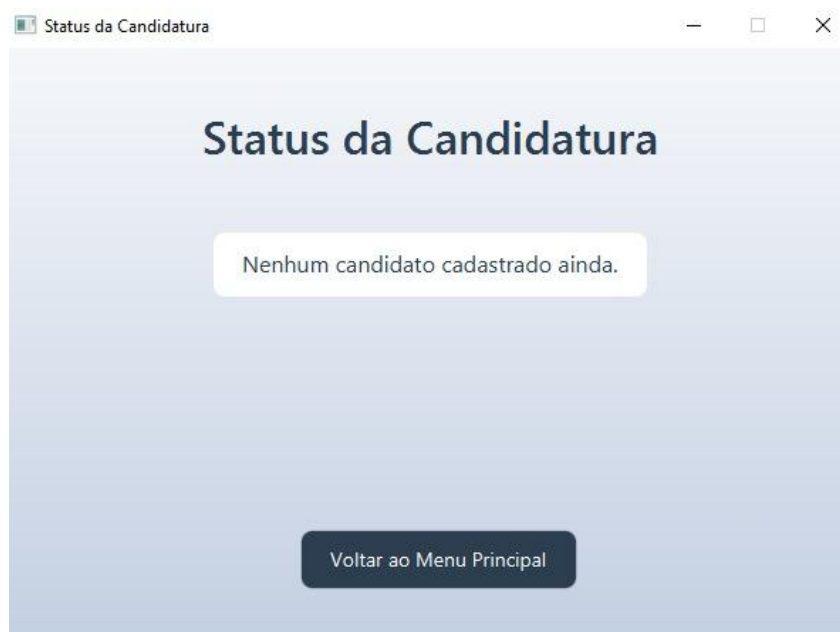 Status da Candidatura
Status da Candidatura
Nenhum candidato cadastrado ainda.
Voltar ao Menu Principal